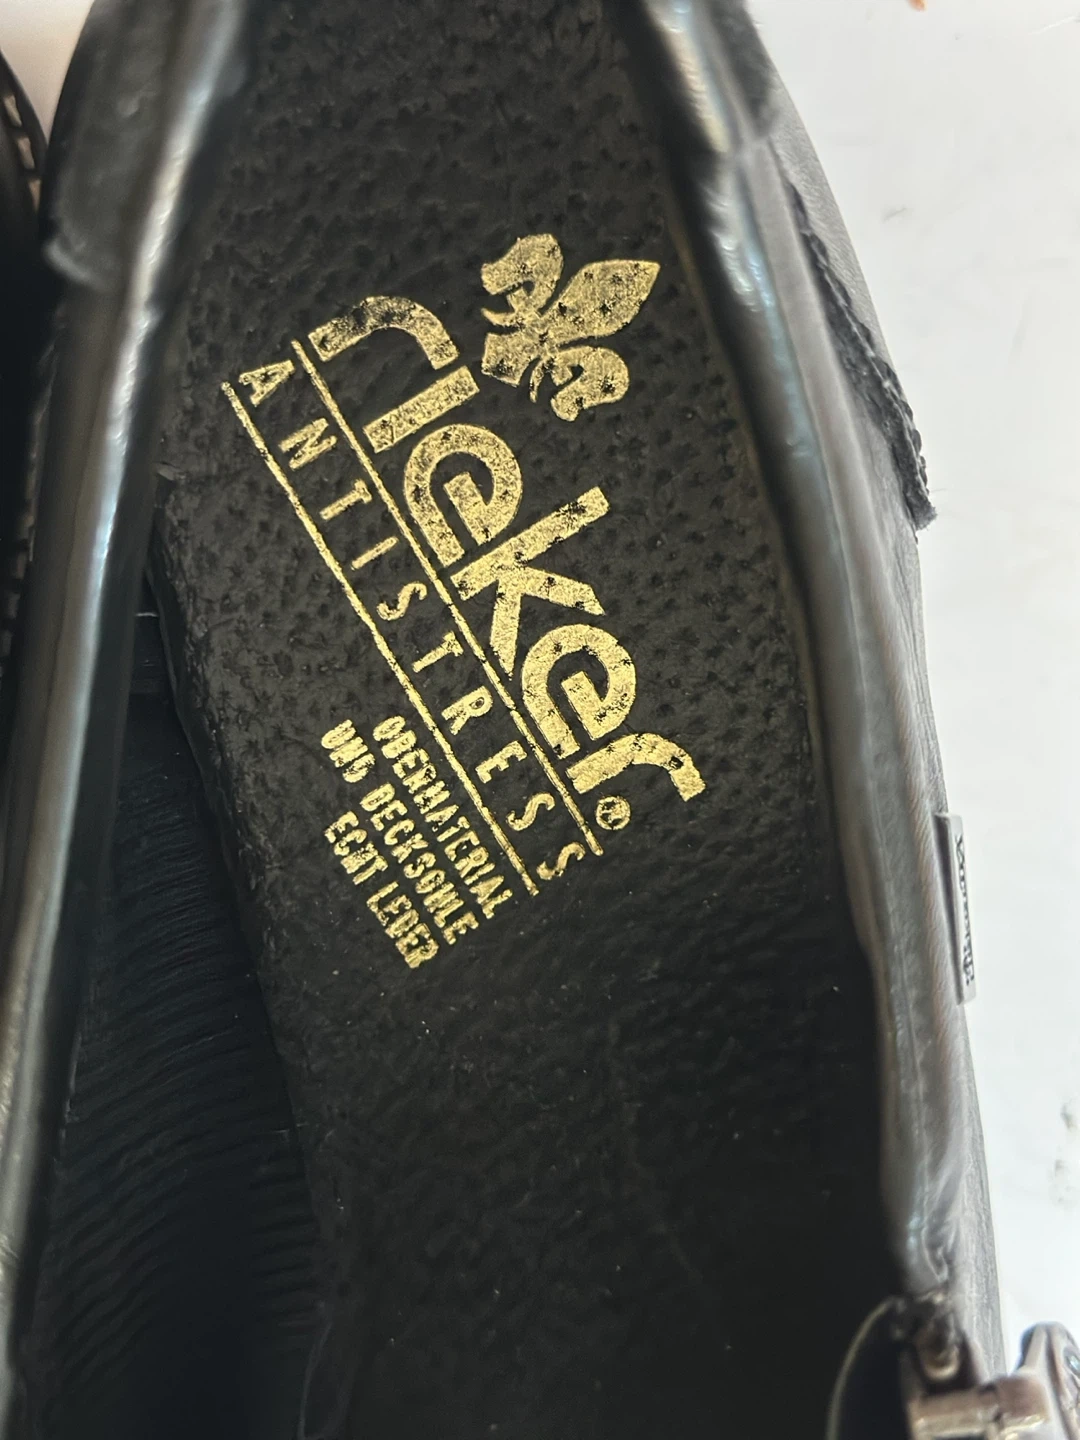 rieker®
ANTISTRESS
OBERMATERIAL
UND DECKSOHLE
ECHT LEDER